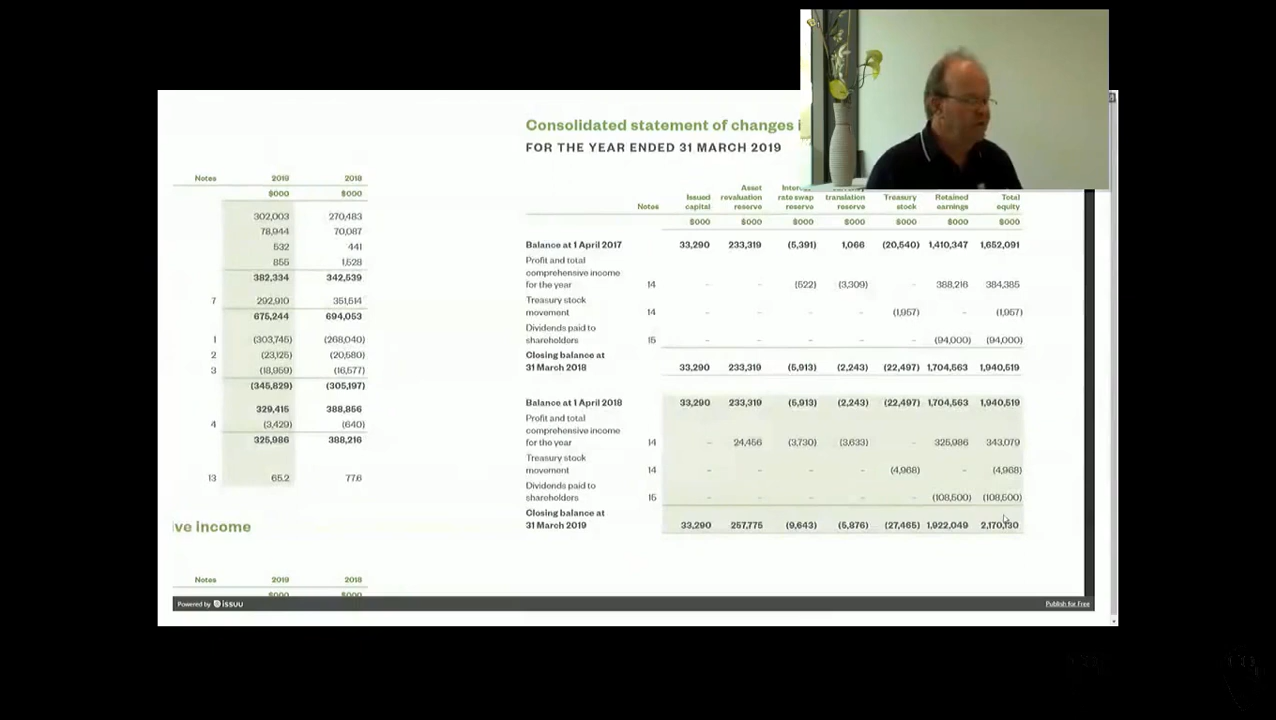 Consolidated statement of changes i
FOR THE YEAR ENDED 31 MARCH 2019
Notes 2019 2018
$000 $000
302,003 270,483
78,944 70,087
532 441
855 1,528
382,334 342,539
7 292,910 351,514
675,244 694,053
1 (303,745) (268,040)
2 (23,125) (20,580)
3 (18,959) (16,577)
(345,829) (305,197)
329,415 388,856
4 (3,429) (640)
325,986 388,216
13 65.2 77.6
ive income
Notes 2019 2018
$000 $000
Notes Issued capital Asset revaluation reserve rate swap reserve translation reserve Treasury stock Retained earnings Total equity
$000 $000 $000 $000 $000 $000 $000
Balance at 1 April 2017 33,290 233,319 (5,391) 1,066 (20,540) 1,410,347 1,652,091
Profit and total
comprehensive income
for the year 14 – – (522) (3,309) – 388,216 384,385
Treasury stock
movement 14 – – – – (1,957) – (1,957)
Dividends paid to
shareholders 15 – – – – – (94,000) (94,000)
Closing balance at
31 March 2018 33,290 233,319 (5,913) (2,243) (22,497) 1,704,563 1,940,519
Balance at 1 April 2018 33,290 233,319 (5,913) (2,243) (22,497) 1,704,563 1,940,519
Profit and total
comprehensive income
for the year 14 – 24,456 (3,730) (3,633) – 325,986 343,079
Treasury stock
movement 14 – – – – (4,968) – (4,968)
Dividends paid to
shareholders 15 – – – – – (108,500) (108,500)
Closing balance at
31 March 2019 33,290 257,775 (9,643) (5,876) (27,465) 1,922,049 2,170,130
Powered by issuu
Publish for Free